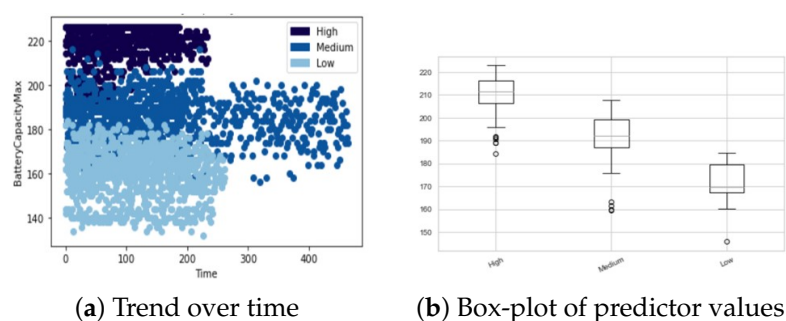 High
Medium
Low
220
200
180
160
140
BatteryCapacityMax
0 100 200 300 400
Time
(a) Trend over time
220
210
200
190
180
170
160
150
High Medium Low
(b) Box-plot of predictor values